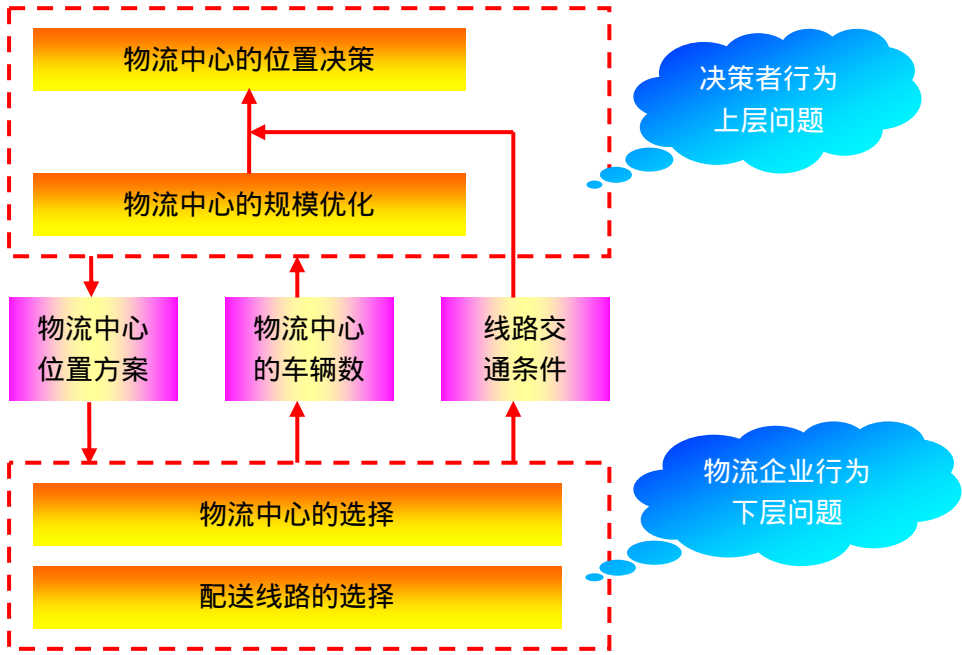 物流中心的位置决策
决策者行为
上层问题
物流中心的规模优化
物流中心
位置方案
物流中心
的车辆数
线路交
通条件
物流企业行为
下层问题
物流中心的选择
配送线路的选择